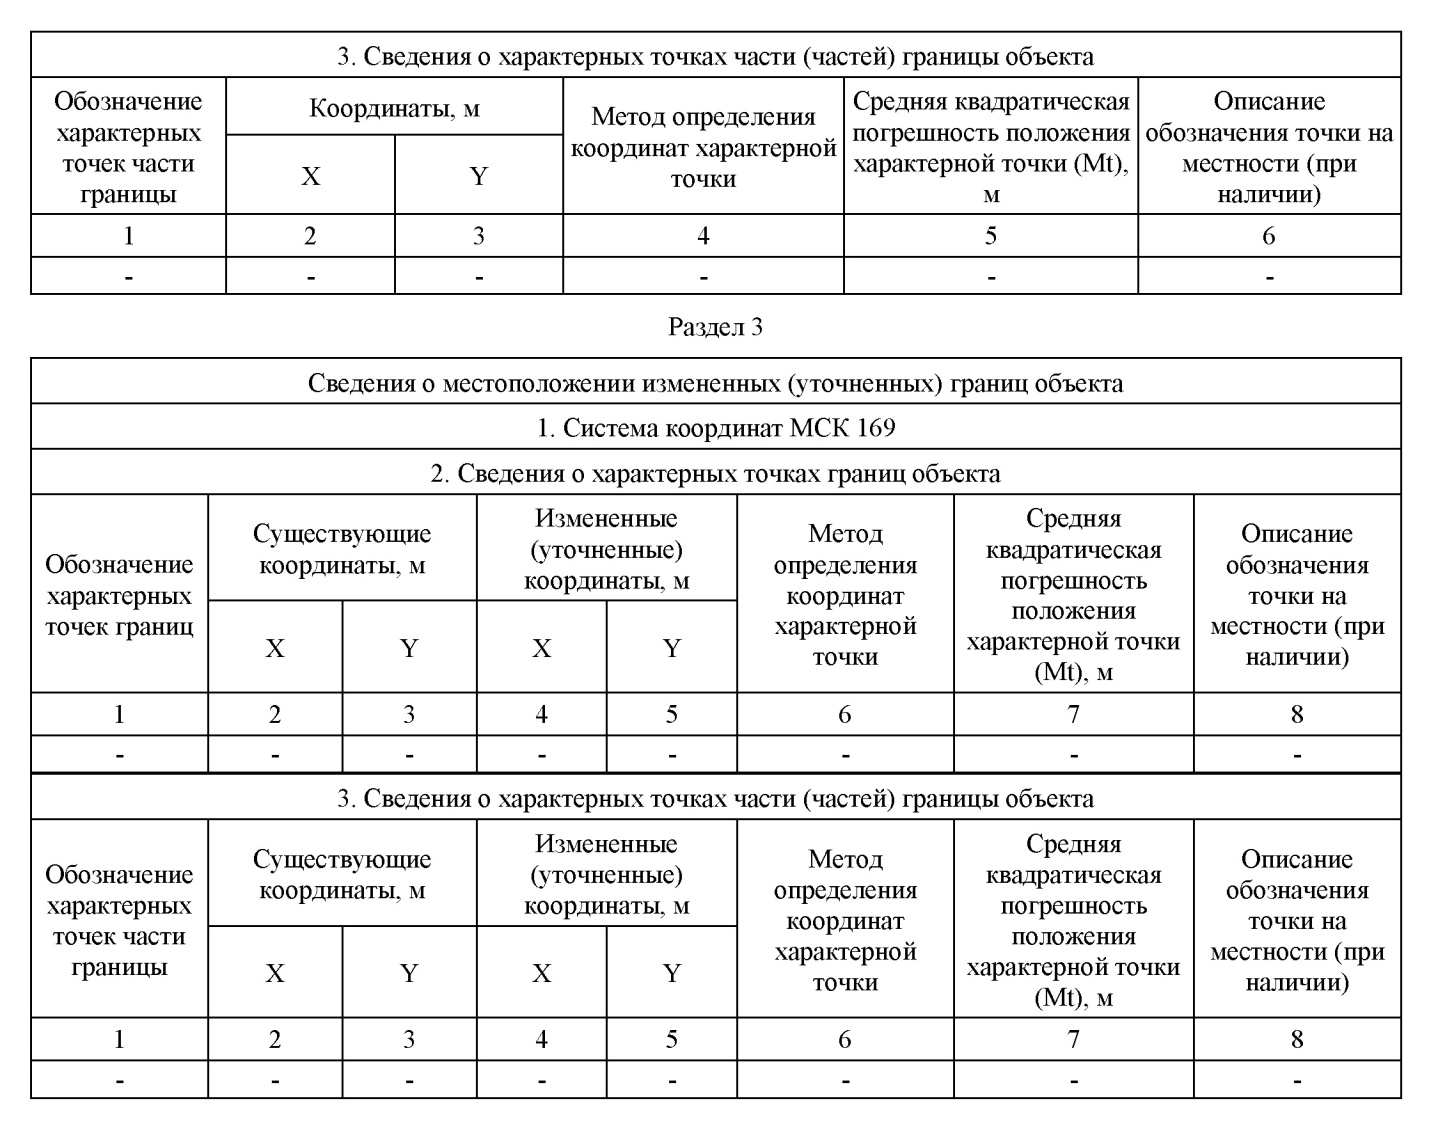 3. Сведения о характерных точках части (частей) границы объекта
Обозначение
характерных
точек части
границы
Координаты, м
X
Y
Метод определения
координат характерной
точки
Средняя квадратическая
погрешность положения
характерной точки (Mt),
м
Описание
обозначения точки на
местности (при
наличии)
1 2 3 4 5 6
- - - - - -
Раздел 3
Сведения о местоположении измененных (уточненных) границ объекта
1. Система координат МСК 169
2. Сведения о характерных точках границ объекта
Обозначение
характерных
точек границ
Существующие
координаты, м
X
Y
Измененные
(уточненные)
координаты, м
X
Y
Метод
определения
координат
характерной
точки
Средняя
квадратическая
погрешность
положения
характерной точки
(Mt), м
Описание
обозначения
точки на
местности (при
наличии)
1 2 3 4 5 6 7 8
- - - - - - - -
3. Сведения о характерных точках части (частей) границы объекта
Обозначение
характерных
точек части
границы
Существующие
координаты, м
X
Y
Измененные
(уточненные)
координаты, м
X
Y
Метод
определения
координат
характерной
точки
Средняя
квадратическая
погрешность
положения
характерной точки
(Mt), м
Описание
обозначения
точки на
местности (при
наличии)
1 2 3 4 5 6 7 8
- - - - - - - -